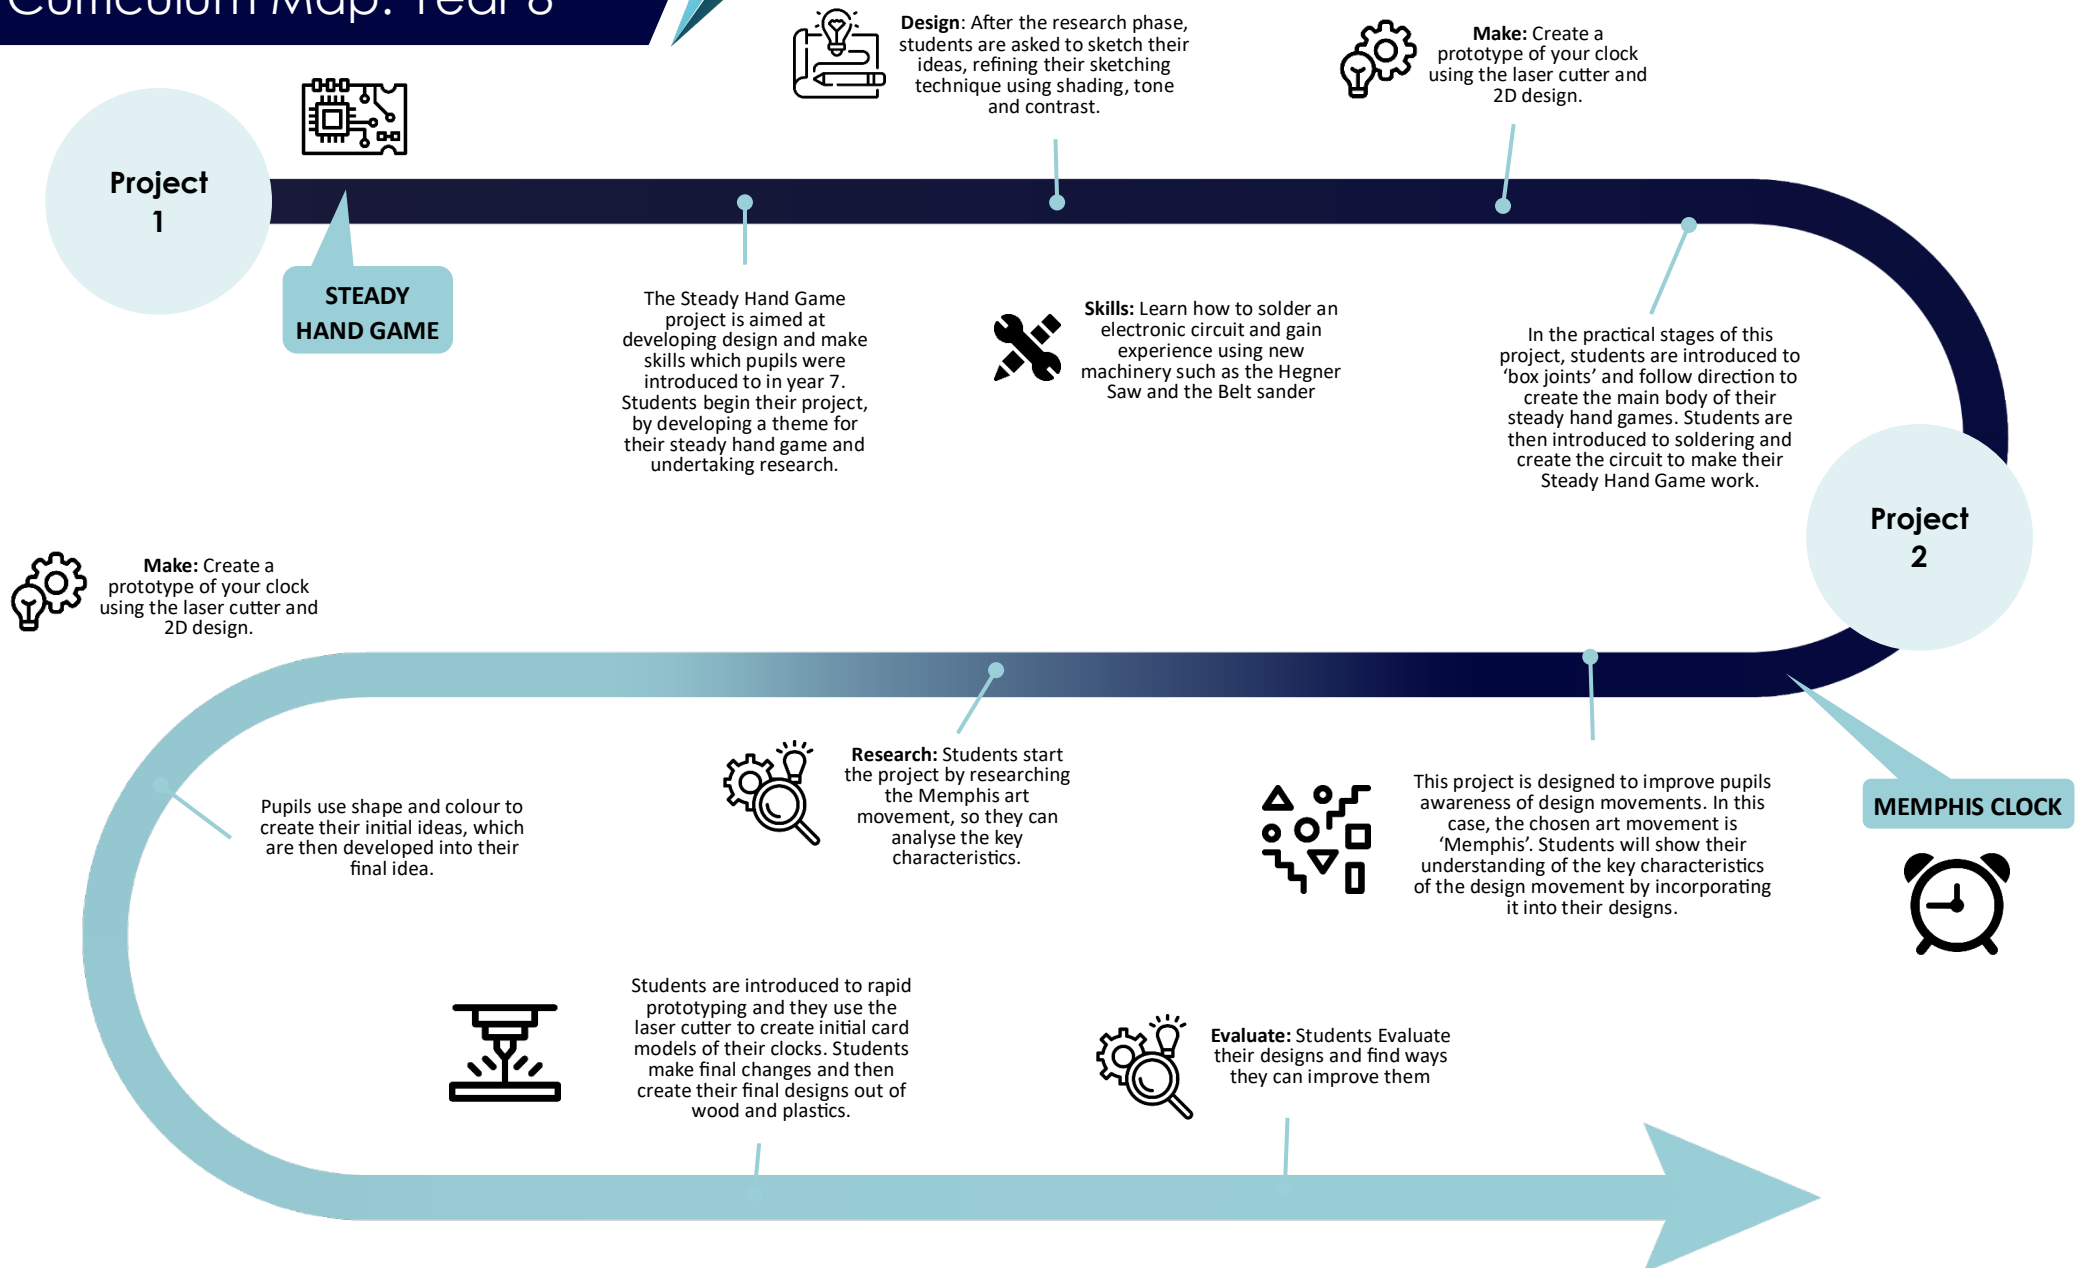 Curriculum Map: Year 8
Project
1
STEADY
HAND GAME
Design: After the research phase,
students are asked to sketch their
ideas, refining their sketching
technique using shading, tone
and contrast.
Make: Create a
prototype of your clock
using the laser cutter and
2D design.
The Steady Hand Game
project is aimed at
developing design and make
skills which pupils were
introduced to in year 7.
Students begin their project,
by developing a theme for
their steady hand game and
undertaking research.
Skills: Learn how to solder an
electronic circuit and gain
experience using new
machinery such as the Hegner
Saw and the Belt sander
In the practical stages of this
project, students are introduced to
‘box joints’ and follow direction to
create the main body of their
steady hand games. Students are
then introduced to soldering and
create the circuit to make their
Steady Hand Game work.
Project
2
MEMPHIS CLOCK
This project is designed to improve pupils
awareness of design movements. In this
case, the chosen art movement is
‘Memphis’. Students will show their
understanding of the key characteristics
of the design movement by incorporating
it into their designs.
Research: Students start
the project by researching
the Memphis art
movement, so they can
analyse the key
characteristics.
Make: Create a
prototype of your clock
using the laser cutter and
2D design.
Pupils use shape and colour to
create their initial ideas, which
are then developed into their
final idea.
Students are introduced to rapid
prototyping and they use the
laser cutter to create initial card
models of their clocks. Students
make final changes and then
create their final designs out of
wood and plastics.
Evaluate: Students Evaluate
their designs and find ways
they can improve them